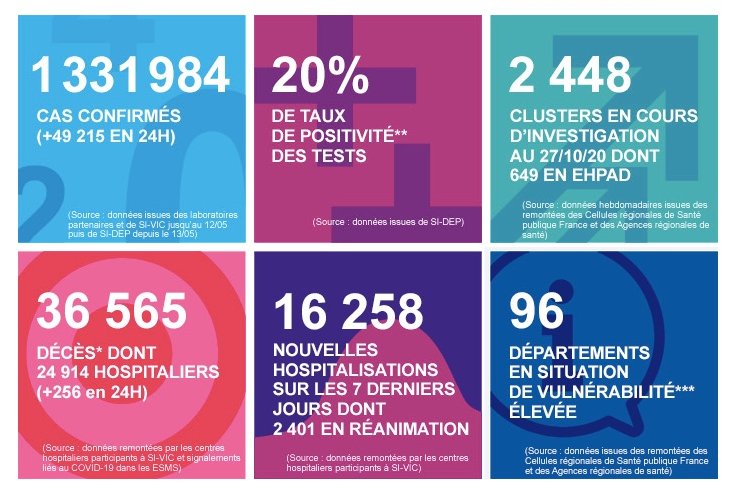 1 331 984
CAS CONFIRMÉS
(+49 215 EN 24H)
(Source : données issues des laboratoires
partenaires et de SI-VIC jusqu'au 12/05
puis de SI-DEP depuis le 13/05)
20%
DE TAUX
DE POSITIVITÉ**
DES TESTS
(Source : données issues de SI-DEP)
2 448
CLUSTERS EN COURS
D'INVESTIGATION
AU 27/10/20 DONT
649 EN EHPAD
(Source : données hebdomadaires issues des
remontées des Cellules régionales de Santé
publique France et des Agences régionales de
santé)
36 565
DÉCÈS* DONT
24 914 HOSPITALIERS
(+256 en 24H)
(Source : données remontées par les centres
hospitaliers participants à SI-VIC et signalements
liés au COVID-19 dans les ESMS)
16 258
NOUVELLES
HOSPITALISATIONS
SUR LES 7 DERNIERS
JOURS DONT
2 401 EN RÉANIMATION
(Source : données remontées par les centres
hospitaliers participants à SI-VIC)
96
DÉPARTEMENTS
EN SITUATION
DE VULNÉRABILITÉ***
ÉLEVÉE
(Source : données issues des remontées des
Cellules régionales de Santé publique France
et des Agences régionales de santé)